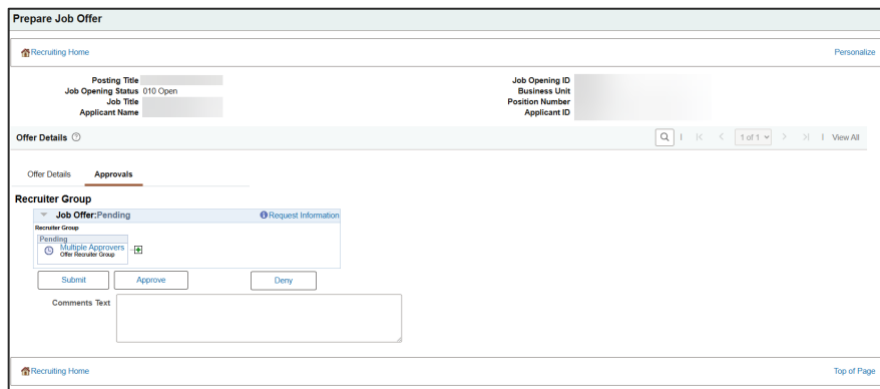 Prepare Job Offer
Recruiting Home Personalize
Posting Title Job Opening ID
Job Opening Status 010 Open Business Unit
Job Title Position Number
Applicant Name Applicant ID
Offer Details 1 of 1 View All
Offer Details Approvals
Recruiter Group
Job Offer:Pending Request Information
Recruiter Group
Pending
Multiple Approvers
Offer Recruiter Group
Submit Approve Deny
Comments Text
Recruiting Home Top of Page